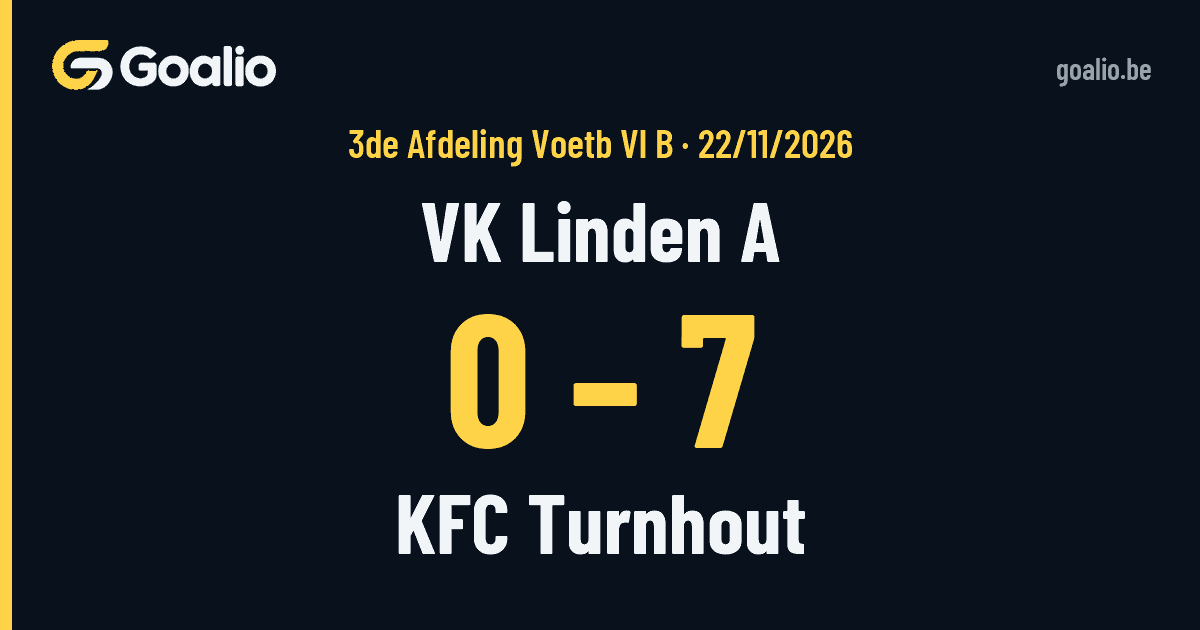 Goalio
goalio.be
3de Afdeling Voetb Vl B · 22/11/2026
VK Linden A
0 – 7
KFC Turnhout